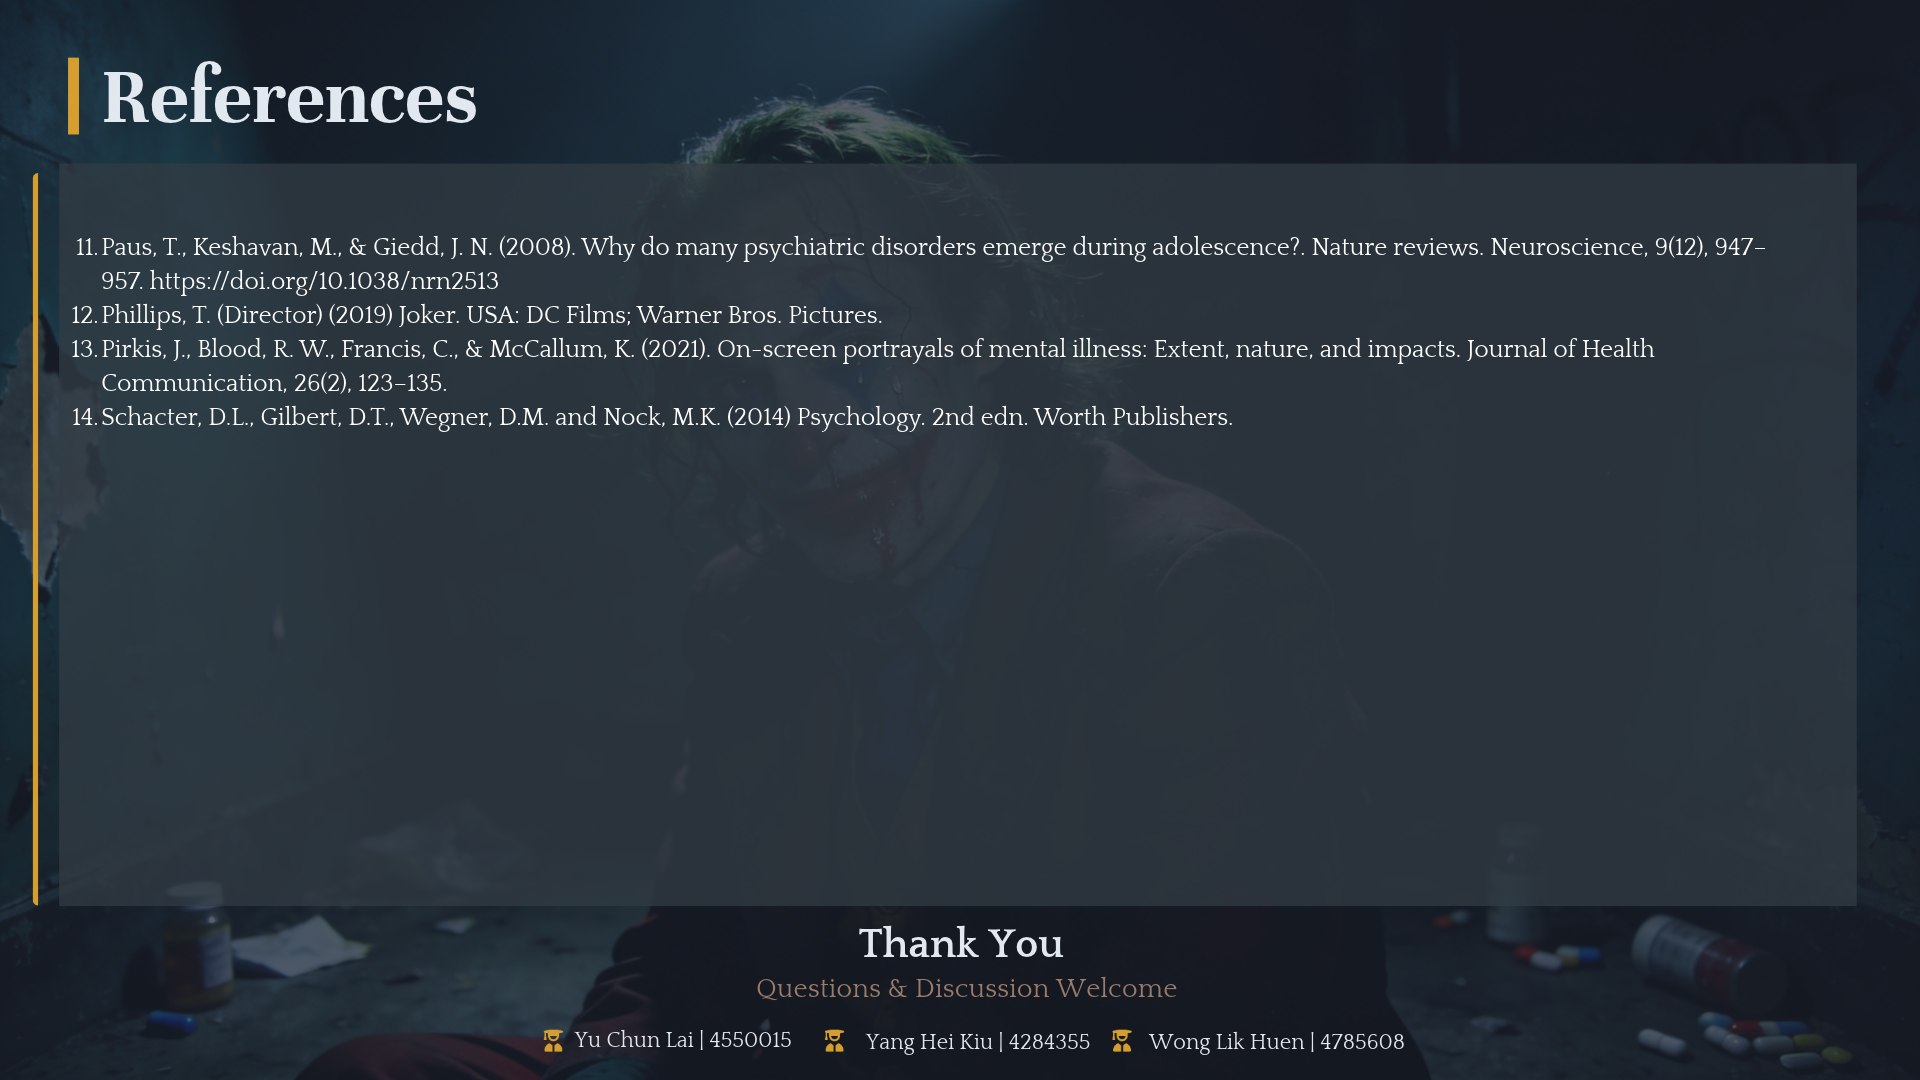 References
11. Paus, T., Keshavan, M., & Giedd, J. N. (2008). Why do many psychiatric disorders emerge during adolescence?. Nature reviews. Neuroscience, 9(12), 947–
957. https://doi.org/10.1038/nrn2513
12. Phillips, T. (Director) (2019) Joker. USA: DC Films; Warner Bros. Pictures.
13. Pirkis, J., Blood, R. W., Francis, C., & McCallum, K. (2021). On-screen portrayals of mental illness: Extent, nature, and impacts. Journal of Health
Communication, 26(2), 123–135.
14. Schacter, D.L., Gilbert, D.T., Wegner, D.M. and Nock, M.K. (2014) Psychology. 2nd edn. Worth Publishers.
Thank You
Questions & Discussion Welcome
Yu Chun Lai | 4550015 Yang Hei Kiu | 4284355 Wong Lik Huen | 4785608